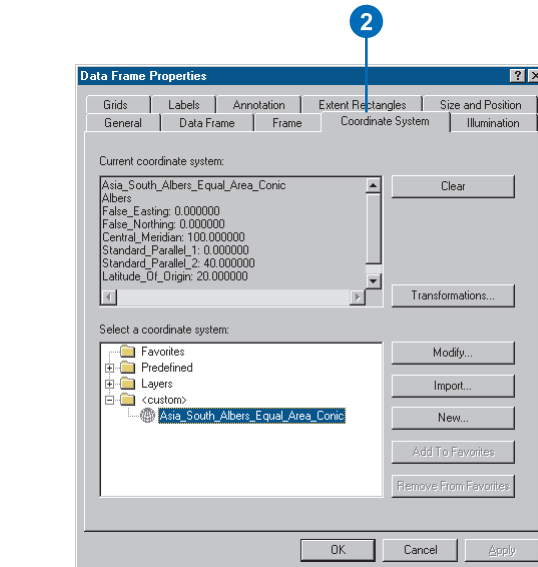 2
Data Frame Properties
Grids Labels Annotation Extent Rectangles Size and Position
General Data Frame Frame Coordinate System Illumination
Current coordinate system:
Asia_South_Albers_Equal_Area_Conic
Albers
False_Easting: 0.000000
False_Northing: 0.000000
Central_Meridian: 100.000000
Standard_Parallel_1: 0.000000
Standard_Parallel_2: 40.000000
Latitude_Of_Origin: 20.000000
Clear
Transformations...
Select a coordinate system:
Favorites
Predefined
Layers
<custom>
Asia_South_Albers_Equal_Area_Conic
Modify...
Import...
New...
Add To Favorites
Remove From Favorites
OK Cancel Apply